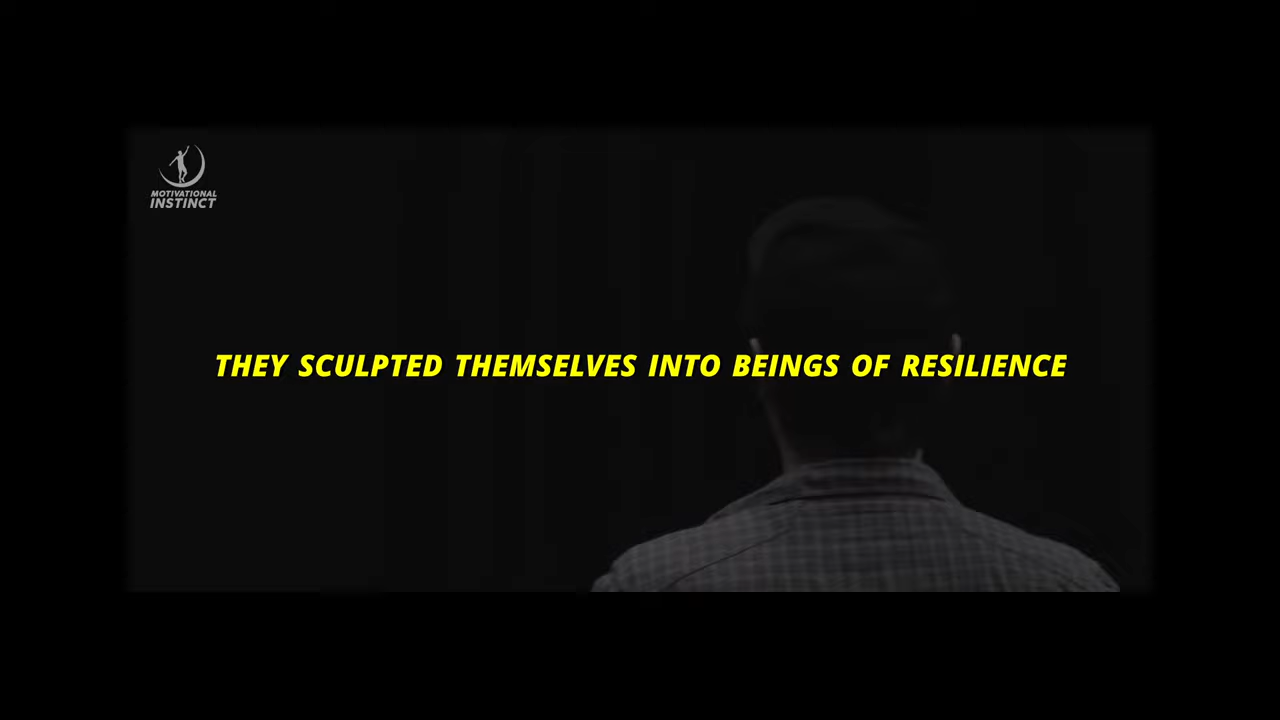 MOTIVATIONAL
INSTINCT
THEY SCULPTED THEMSELVES INTO BEINGS OF RESILIENCE